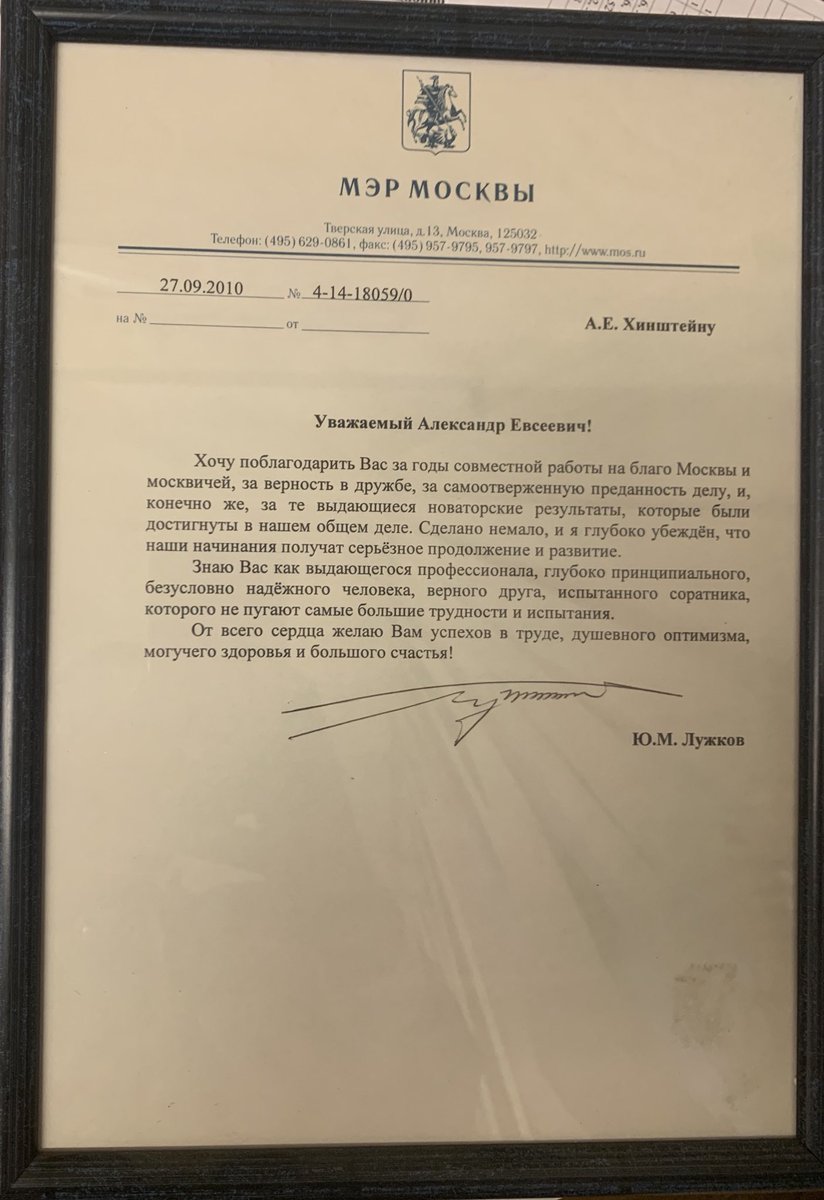 МЭР МОСКВЫ
Тверская улица, д.13, Москва, 125032
Телефон: (495) 629-0861, факс: (495) 957-9795, 957-9797, http://www.mos.ru
27.09.2010 № 4-14-18059/0
на № от
А.Е. Хинштейну
Уважаемый Александр Евсеевич!
Хочу поблагодарить Вас за годы совместной работы на благо Москвы и
москвичей, за верность в дружбе, за самоотверженную преданность делу, и,
конечно же, за те выдающиеся новаторские результаты, которые были
достигнуты в нашем общем деле. Сделано немало, и я глубоко убеждён, что
наши начинания получат серьёзное продолжение и развитие.
Знаю Вас как выдающегося профессионала, глубоко принципиального,
безусловно надёжного человека, верного друга, испытанного соратника,
которого не пугают самые большие трудности и испытания.
От всего сердца желаю Вам успехов в труде, душевного оптимизма,
могучего здоровья и большого счастья!
Ю.М. Лужков